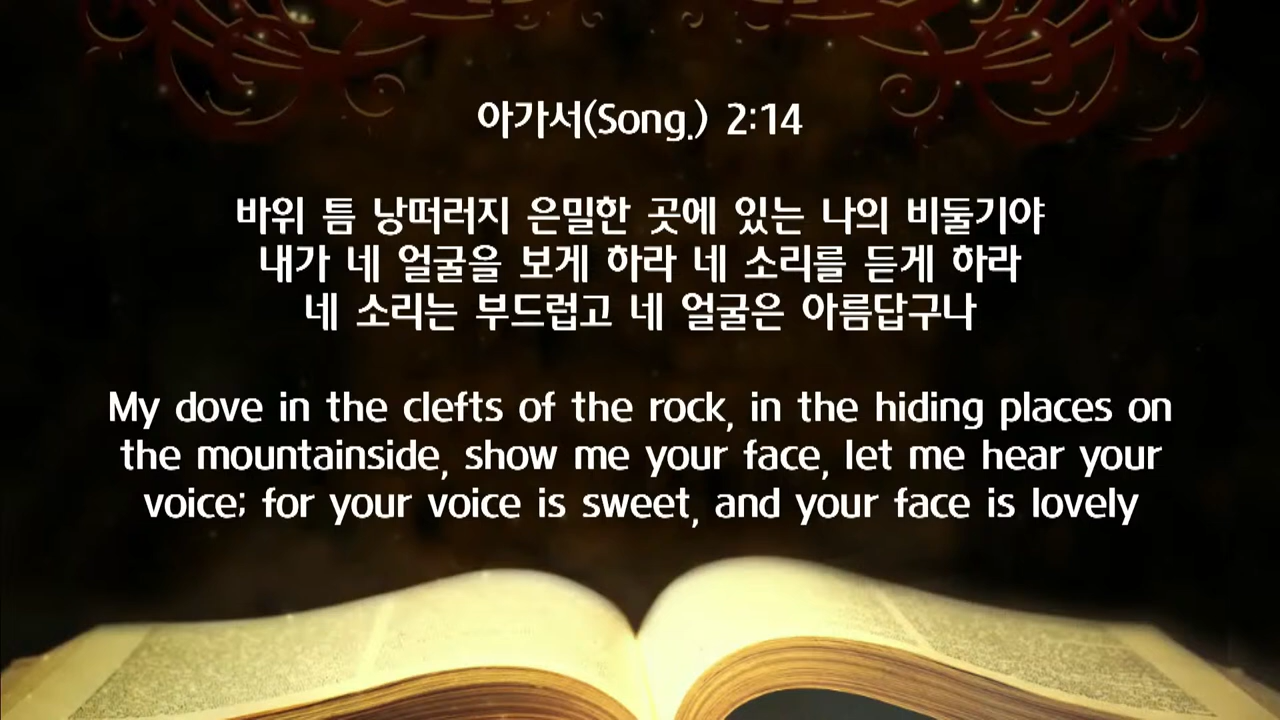 아가서(Song.) 2:14
바위 틈 낭떠러지 은밀한 곳에 있는 나의 비둘기야
내가 네 얼굴을 보게 하라 네 소리를 듣게 하라
네 소리는 부드럽고 네 얼굴은 아름답구나
My dove in the clefts of the rock, in the hiding places on
the mountainside, show me your face, let me hear your
voice; for your voice is sweet, and your face is lovely